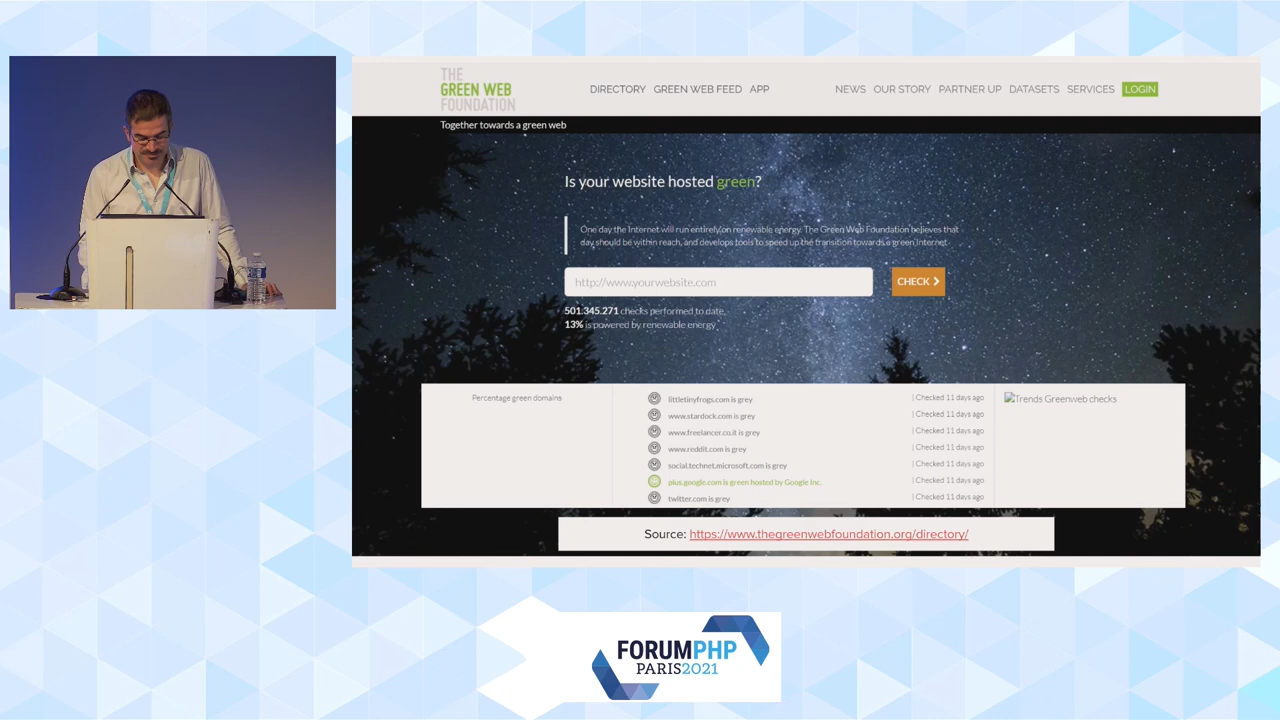 THE
GREEN WEB
FOUNDATION
DIRECTORY GREEN WEB FEED APP
NEWS OUR STORY PARTNER UP DATASETS SERVICES LOGIN
Together towards a green web
Is your website hosted green?
One day the Internet will run entirely on renewable energy. The Green Web Foundation believes that
day should be within reach, and develops tools to speed up the transition towards a green Internet
http://www.yourwebsite.com
CHECK
501.345.271 checks performed to date,
13% is powered by renewable energy
Percentage green domains
littletinyfrogs.com is grey | Checked 11 days ago
www.stardock.com is grey | Checked 11 days ago
www.freelancer.co.it is grey | Checked 11 days ago
www.reddit.com is grey | Checked 11 days ago
social.technet.microsoft.com is grey | Checked 11 days ago
plus.google.com is green hosted by Google Inc. | Checked 11 days ago
twitter.com is grey | Checked 11 days ago
Trends Greenweb checks
Source: https://www.thegreenwebfoundation.org/directory/
FORUMPHP
PARIS2021